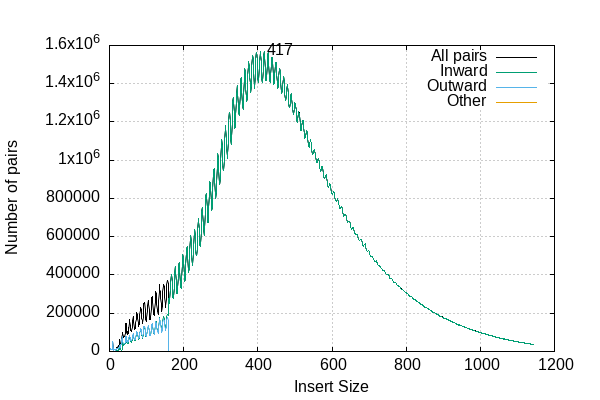 1.6x10^6
1.4x10^6
1.2x10^6
1x10^6
800000
600000
400000
200000
0
Number of pairs
417
All pairs
Inward
Outward
Other
0 200 400 600 800 1000 1200
Insert Size